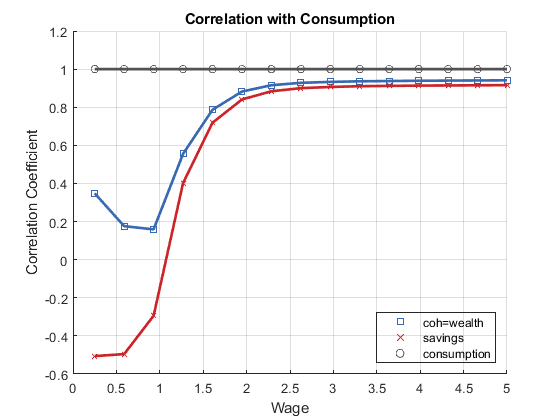 Correlation with Consumption
1.2
1
0.8
0.6
0.4
0.2
0
-0.2
-0.4
-0.6
Correlation Coefficient
0 0.5 1 1.5 2 2.5 3 3.5 4 4.5 5
Wage
coh=wealth
savings
consumption